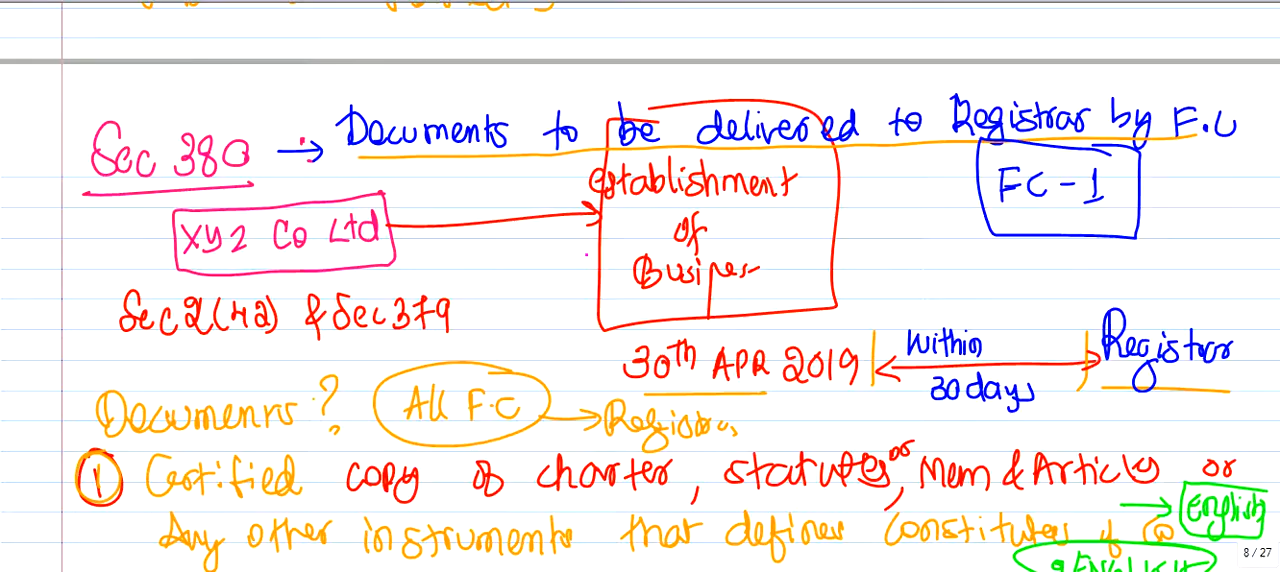 Sec 380 → Documents to be delivered to Registrar by F.C
FC-1
XYZ Co Ltd
establishment
of
Business
Sec 2(42) & Sec 379
30th APR 2019
within
30 days
Registrar
Documents? All F.C → Registrar
① Certified copy of charter, statutes, or Mem & Articles or
→ English
Any other instruments that defines constitutes of Co
ENGLISH
8 / 27